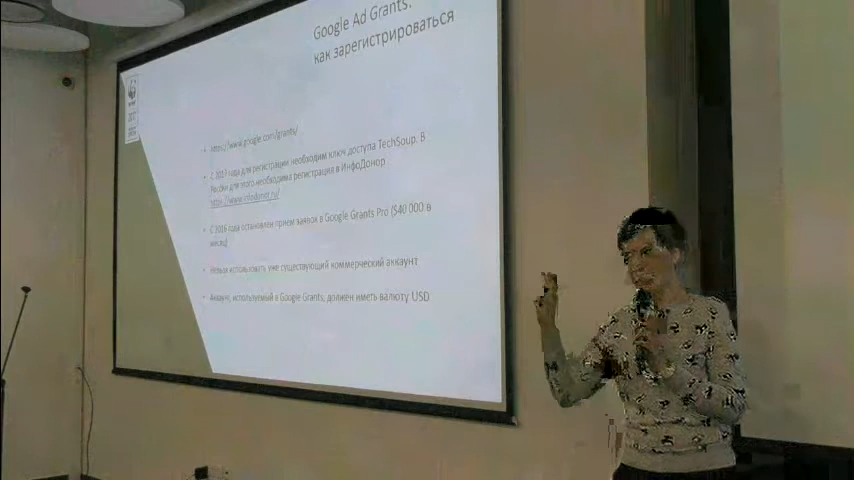 Google Ad Grants:
как зарегистрироваться
• https://www.google.com/grants/
• С 2017 года для регистрации необходим ключ доступа TechSoup. В
России для этого необходима регистрация в ИнфоДонор
https://www.infodonor.ru/
• С 2016 года остановлен прием заявок в Google Grants Pro ($40 000 в
месяц)
• Нельзя использовать уже существующий коммерческий аккаунт
• Аккаунт, используемый в Google Grants, должен иметь валюту USD